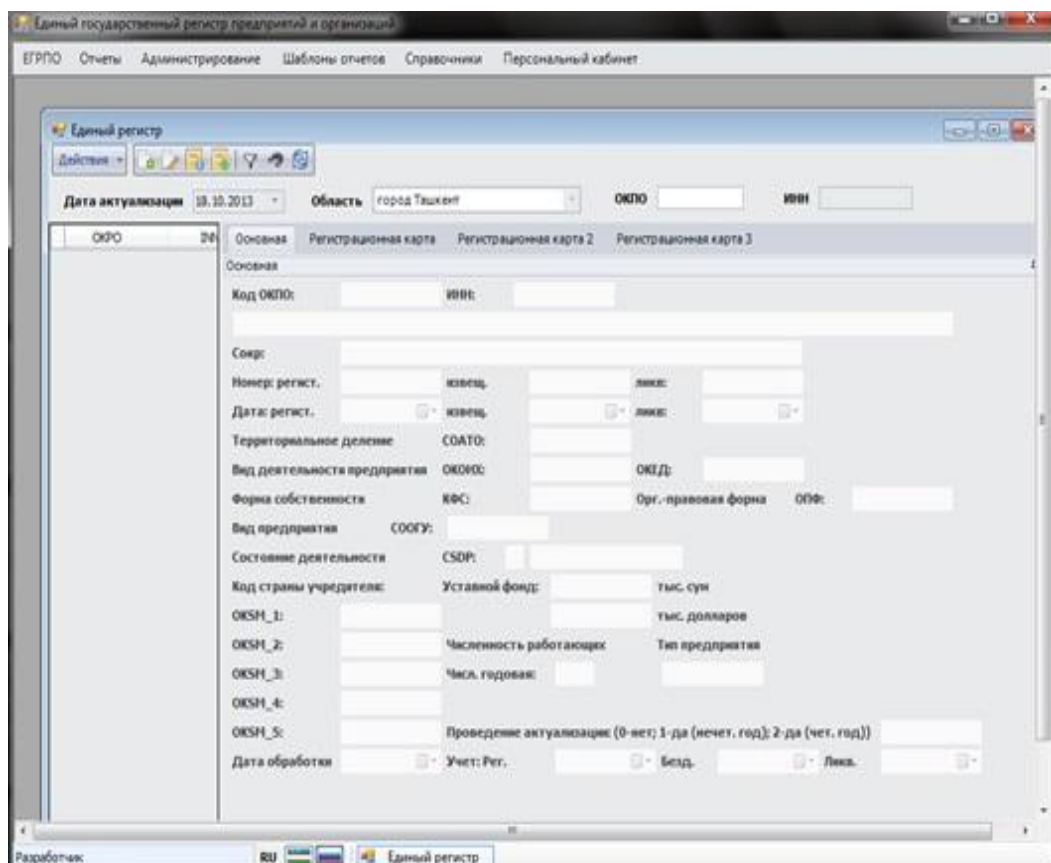 Единый государственный регистр предприятий и организаций
ЕГРПО Отчеты Администрирование Шаблоны отчетов Справочники Персональный кабинет
Единый регистр
Действия
Дата актуализации 18.10.2013 Область город Ташкент ОКПО ИНН
ОКРО Основная Регистрационная карта Регистрационная карта 2 Регистрационная карта 3
Основная
Код ОКПО: ИНН:
Сокр:
Номер: регист. извещ. ликв:
Дата: регист. извещ. ликв:
Территориальное деление СОАТО:
Вид деятельности предприятия ОКОНХ: ОКЕД:
Форма собственности КФС: Орг.-правовая форма ОПФ:
Вид предприятия СООГУ:
Состояние деятельности CSDP:
Код страны учредителя: Уставной фонд: тыс. сум
OKSM_1: тыс. долларов
OKSM_2: Численность работающих Тип предприятия
OKSM_3: Числ. годовая:
OKSM_4:
OKSM_5: Проведение актуализации: (0-нет; 1-да (нечет. год); 2-да (чет. год))
Дата обработки Учет: Рег. Безд. Ликв.
Разработчик RU Единый регистр